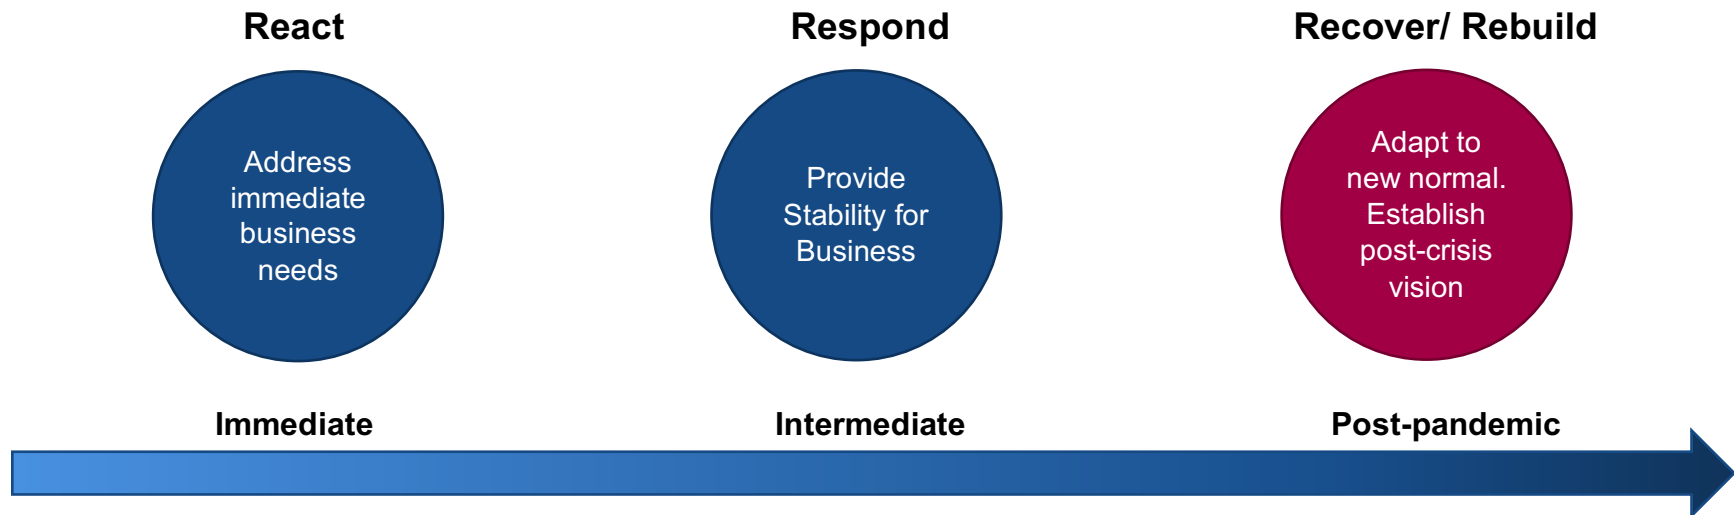 React
Respond
Recover/ Rebuild
Address
immediate
business
needs
Provide
Stability for
Business
Adapt to
new normal.
Establish
post-crisis
vision
Immediate
Intermediate
Post-pandemic